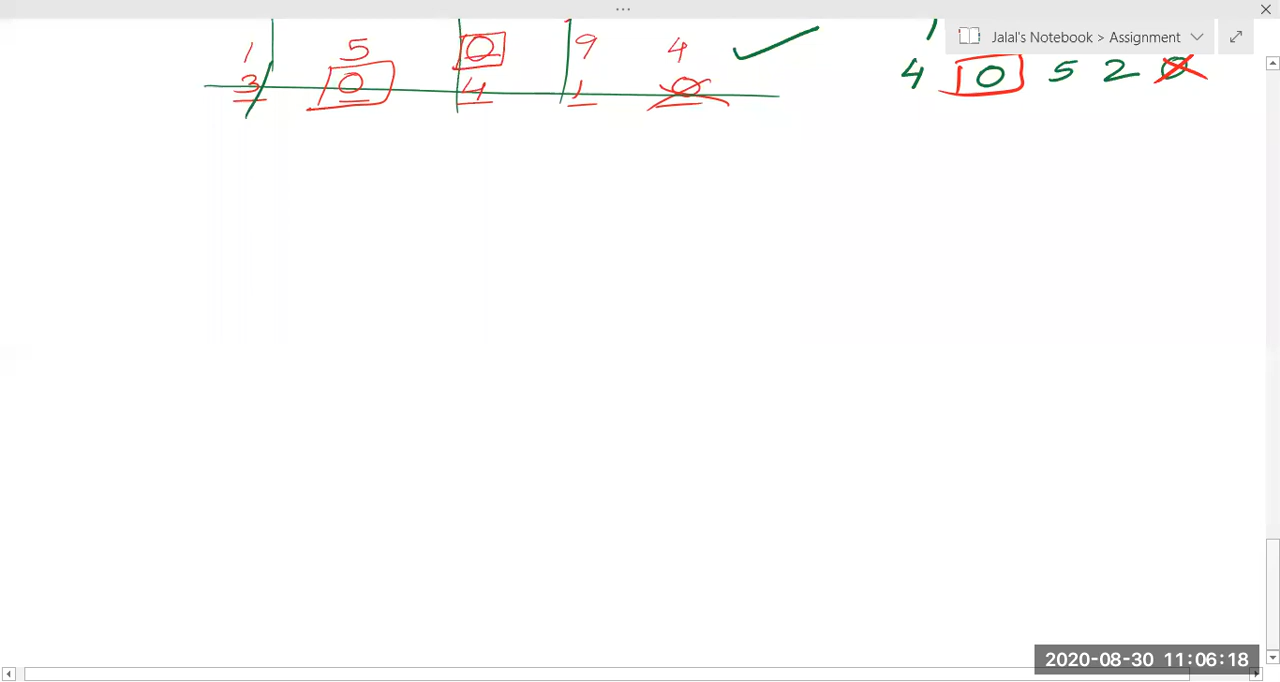 ...
Jalal's Notebook > Assignment
1 5 0 9 4
3 0 4 1 0
4 0 5 2 0
2020-08-30 11:06:18